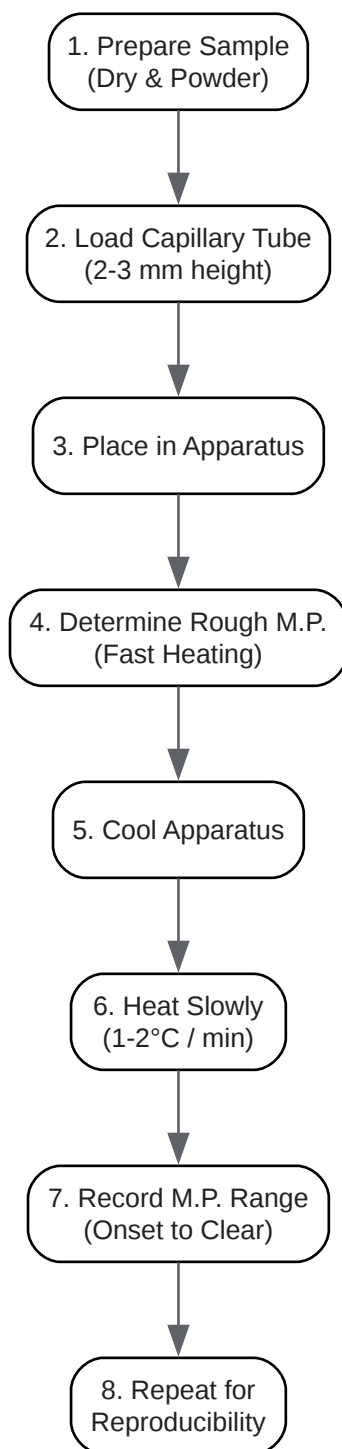 1. Prepare Sample
(Dry & Powder)
2. Load Capillary Tube
(2-3 mm height)
3. Place in Apparatus
4. Determine Rough M.P.
(Fast Heating)
5. Cool Apparatus
6. Heat Slowly
(1-2°C / min)
7. Record M.P. Range
(Onset to Clear)
8. Repeat for
Reproducibility